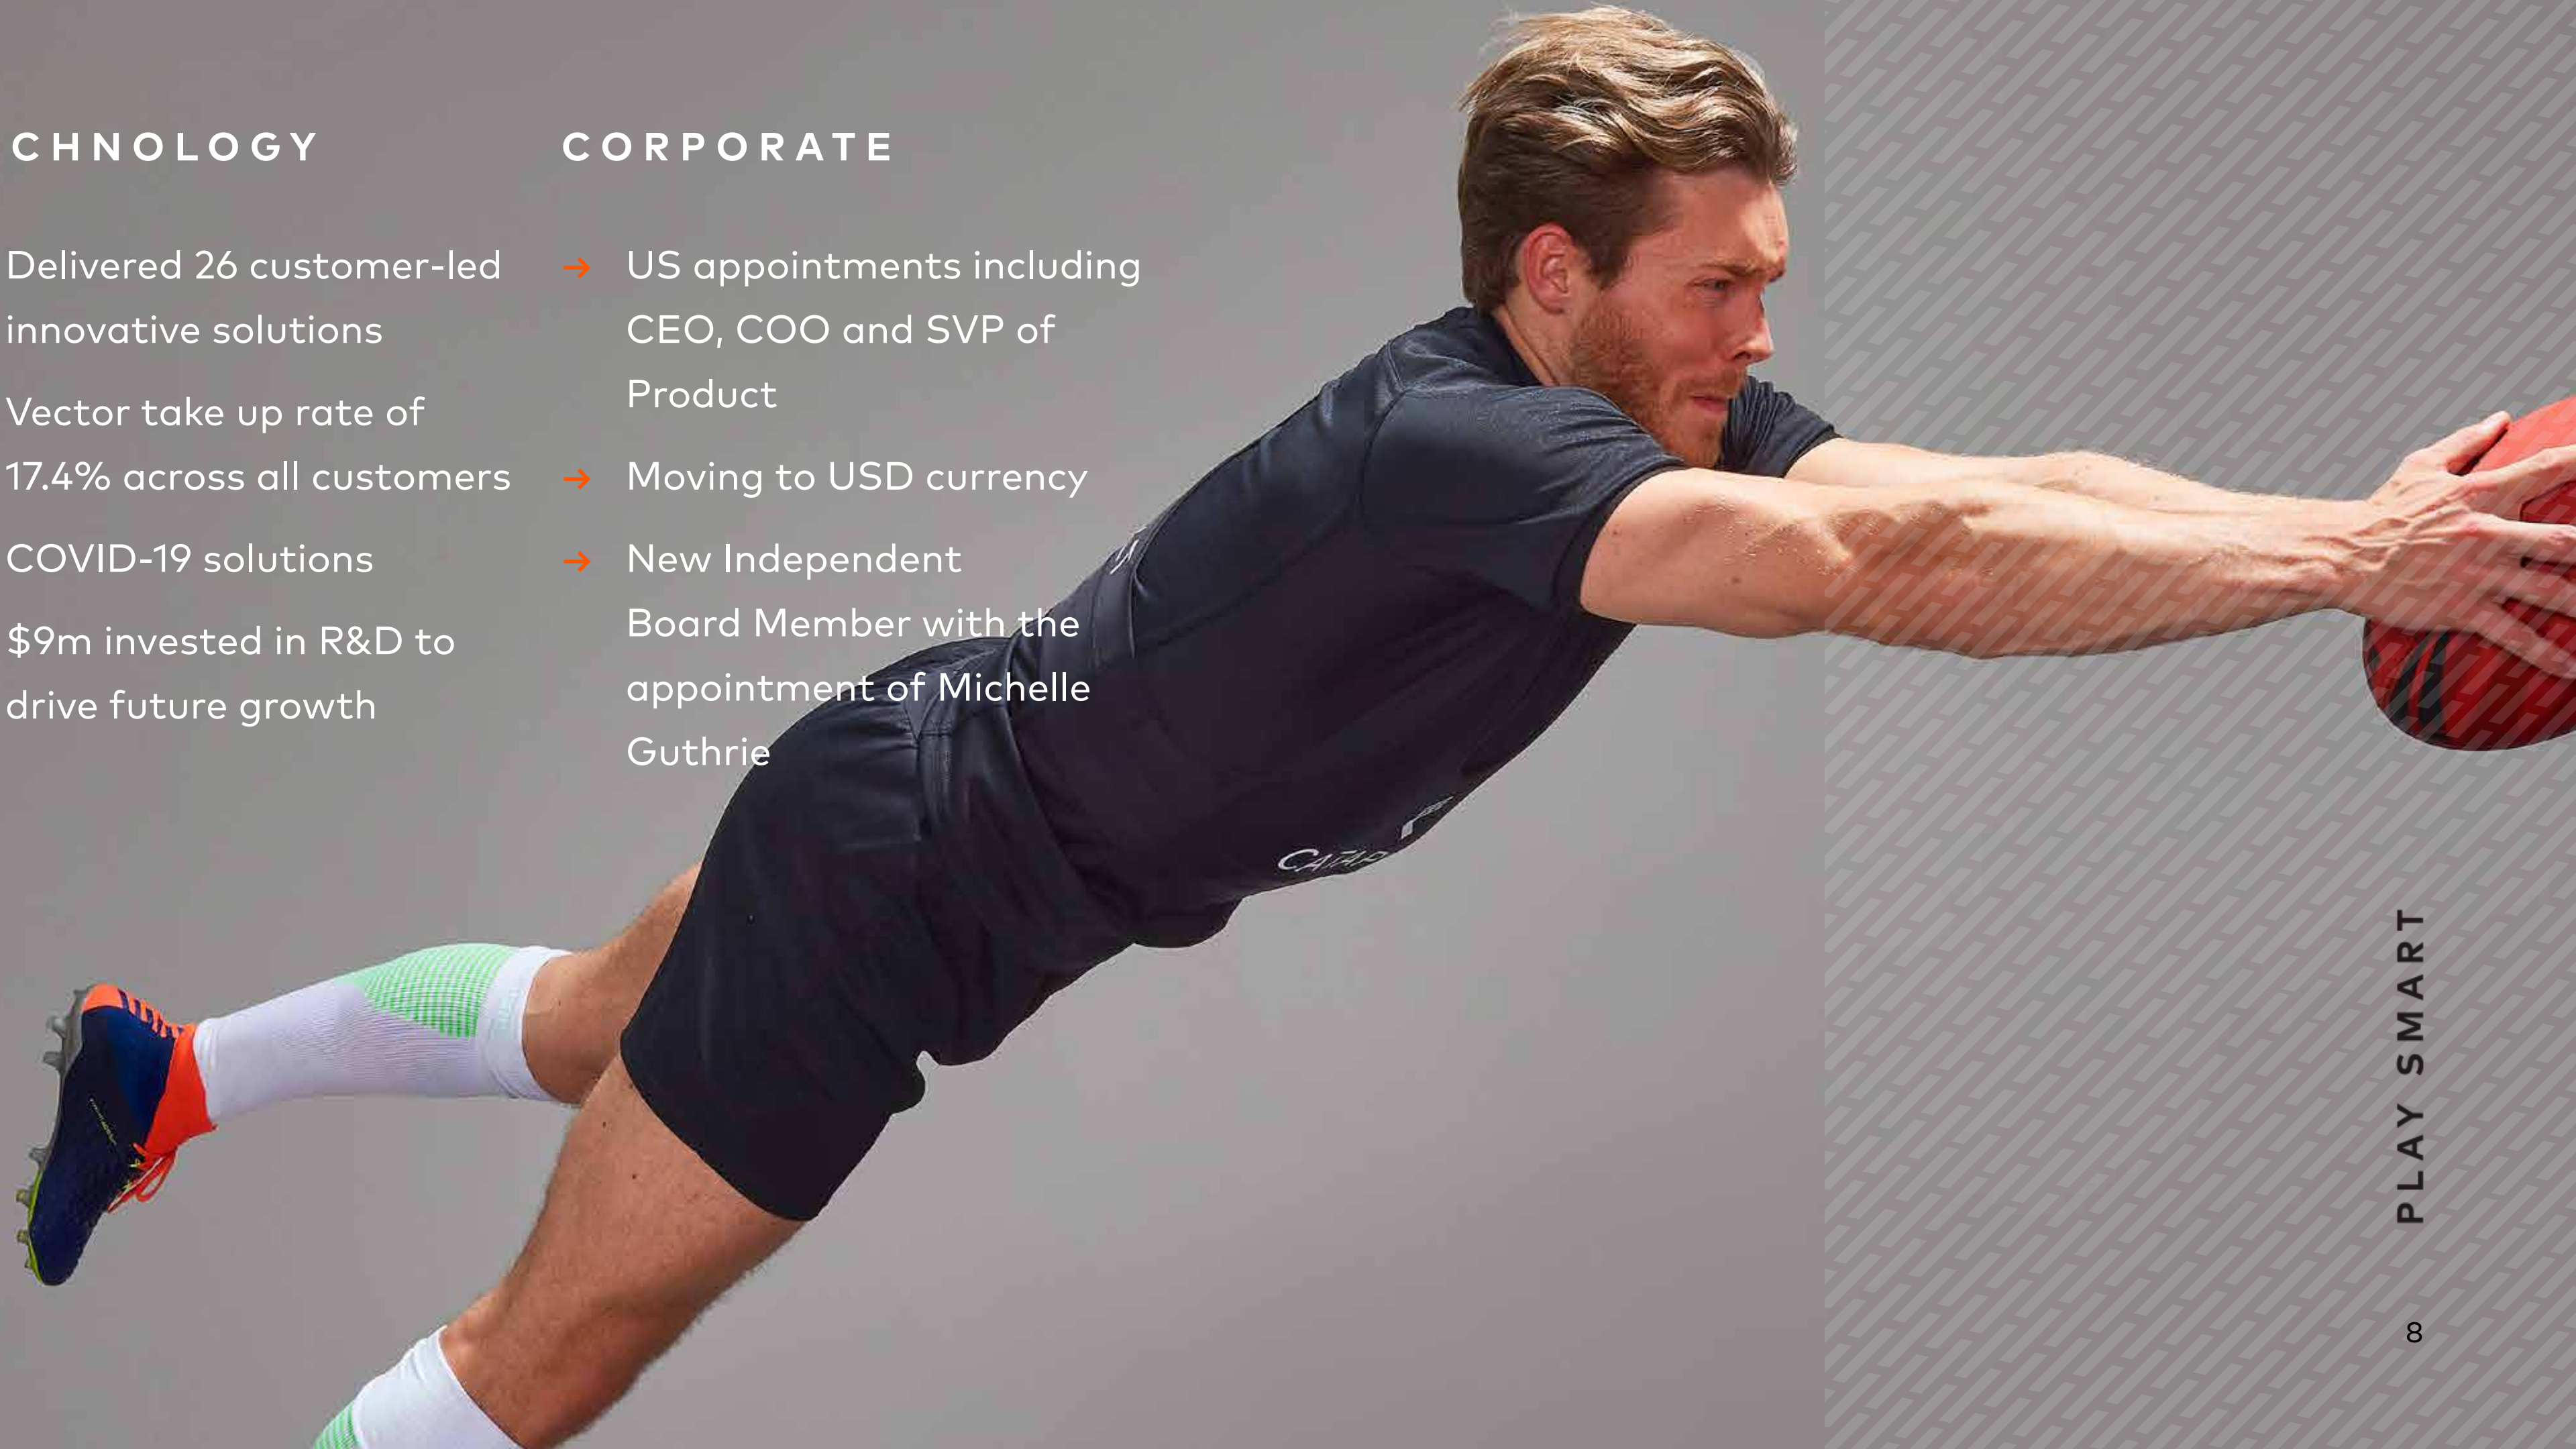 CHNOLOGY
Delivered 26 customer-led
innovative solutions
Vector take up rate of
17.4% across all customers
COVID-19 solutions
$9m invested in R&D to
drive future growth
CORPORATE
→ US appointments including
CEO, COO and SVP of
Product
→ Moving to USD currency
→ New Independent
Board Member with the
appointment of Michelle
Guthrie
CATAP
PLAY SMART
8